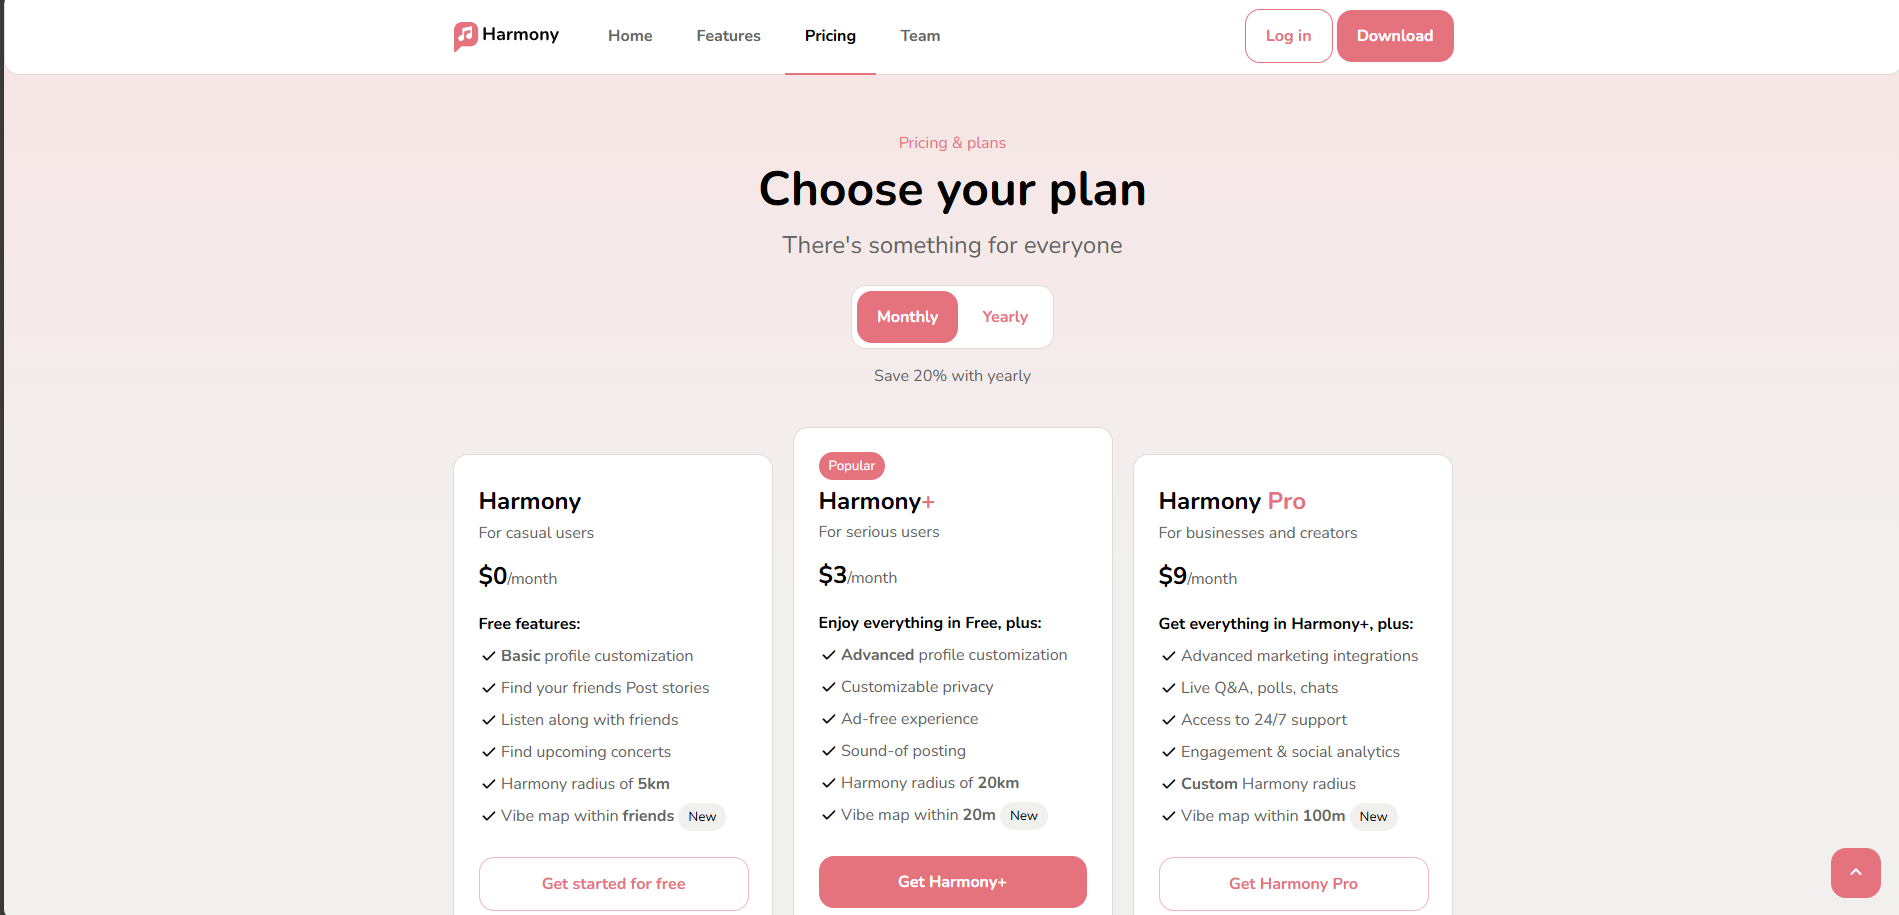 Harmony
Home
Features
Pricing
Team
Log in
Download
Pricing & plans
Choose your plan
There's something for everyone
Monthly
Yearly
Save 20% with yearly
Harmony
For casual users
$0/month
Free features:
Basic profile customization
Find your friends Post stories
Listen along with friends
Find upcoming concerts
Harmony radius of 5km
Vibe map within friends New
Get started for free
Popular
Harmony+
For serious users
$3/month
Enjoy everything in Free, plus:
Advanced profile customization
Customizable privacy
Ad-free experience
Sound-of posting
Harmony radius of 20km
Vibe map within 20m New
Get Harmony+
Harmony Pro
For businesses and creators
$9/month
Get everything in Harmony+, plus:
Advanced marketing integrations
Live Q&A, polls, chats
Access to 24/7 support
Engagement & social analytics
Custom Harmony radius
Vibe map within 100m New
Get Harmony Pro